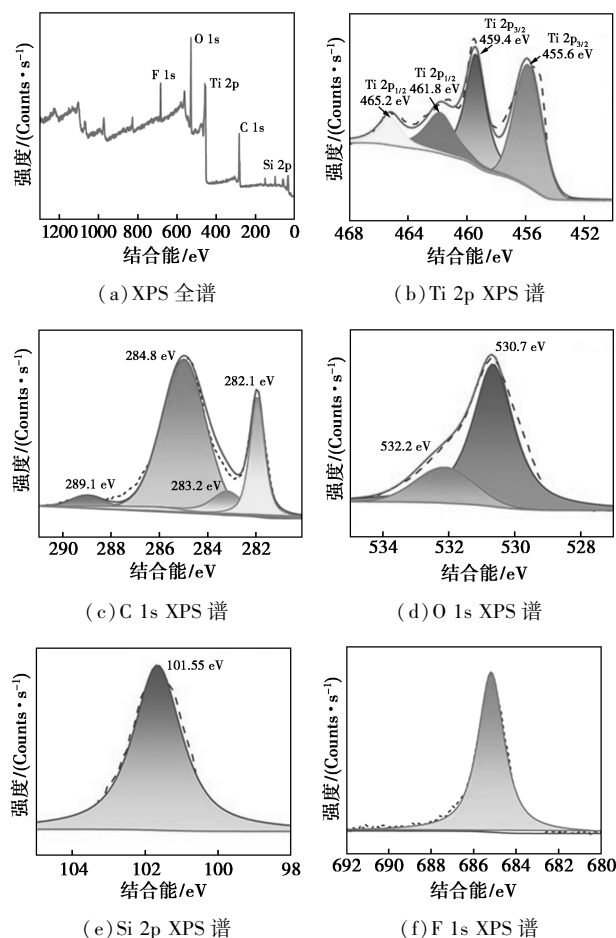 强度/(Counts·s⁻¹)
O 1s
F 1s
Ti 2p
C 1s
Si 2p
1200 1000 800 600 400 200 0
结合能/eV
(a)XPS 全谱
强度/(Counts·s⁻¹)
Ti 2p₃/₂
459.4 eV
Ti 2p₃/₂
455.6 eV
Ti 2p₁/₂
461.8 eV
Ti 2p₁/₂
465.2 eV
468 464 460 456 452
结合能/eV
(b)Ti 2p XPS 谱
强度/(Counts·s⁻¹)
284.8 eV
282.1 eV
289.1 eV
283.2 eV
290 288 286 284 282
结合能/eV
(c)C 1s XPS 谱
强度/(Counts·s⁻¹)
530.7 eV
532.2 eV
534 532 530 528
结合能/eV
(d)O 1s XPS 谱
强度/(Counts·s⁻¹)
101.55 eV
104 102 100 98
结合能/eV
(e)Si 2p XPS 谱
强度/(Counts·s⁻¹)
692 690 688 686 684 682 680
结合能/eV
(f)F 1s XPS 谱